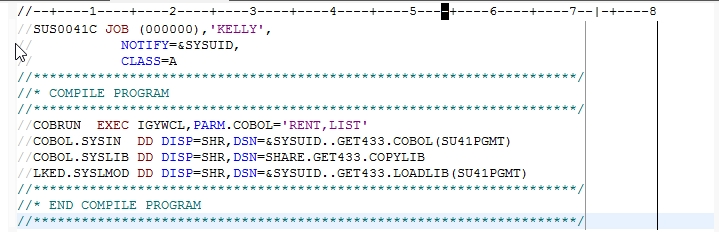 //--+----1----+----2----+----3----+----4----+----5----+----6----+----7--|-+----8
//SUS0041C JOB (000000),'KELLY',
//           NOTIFY=&SYSUID,
//           CLASS=A
//********************************************************************/
//* COMPILE PROGRAM
//********************************************************************/
//COBRUN  EXEC IGYWCL,PARM.COBOL='RENT,LIST'
//COBOL.SYSIN  DD DISP=SHR,DSN=&SYSUID..GET433.COBOL(SU41PGMT)
//COBOL.SYSLIB DD DISP=SHR,DSN=SHARE.GET433.COPYLIB
//LKED.SYSLMOD DD DISP=SHR,DSN=&SYSUID..GET433.LOADLIB(SU41PGMT)
//********************************************************************/
//* END COMPILE PROGRAM
//********************************************************************/